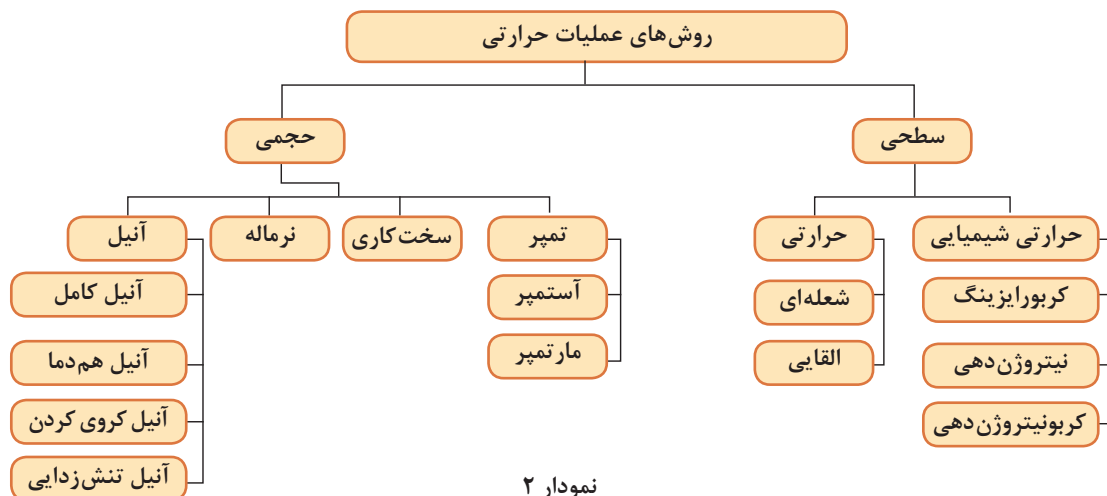 روش‌های عملیات حرارتی
سطحی
حجمی
حرارتی شیمیایی
کربورایزینگ
نیتروژن‌دهی
کربونیتروژن‌دهی
حرارتی
شعله‌ای
القایی
تمپر
آستمپر
مارتمپر
سخت‌کاری
نرماله
آنیل
آنیل کامل
آنیل هم‌دما
آنیل کروی کردن
آنیل تنش‌زدایی
نمودار ۲